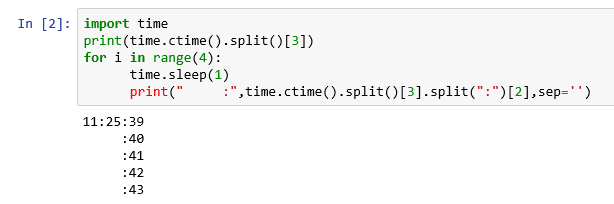 In [2]: import time
print(time.ctime().split()[3])
for i in range(4):
      time.sleep(1)
      print("     :",time.ctime().split()[3].split(":")[2],sep='')
11:25:39
     :40
     :41
     :42
     :43